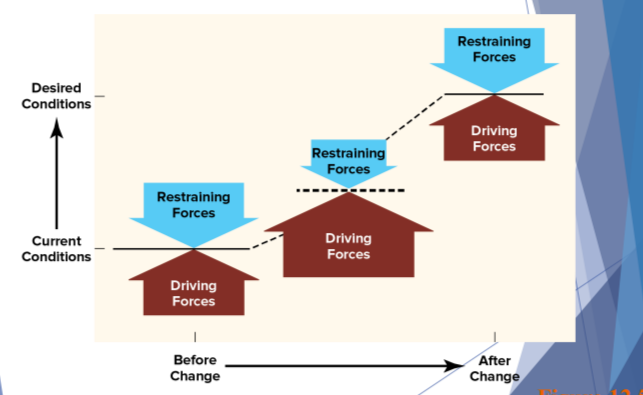 Restraining
Forces
Desired
Conditions
Driving
Forces
Restraining
Forces
Restraining
Forces
Driving
Forces
Current
Conditions
Driving
Forces
Before
Change
After
Change